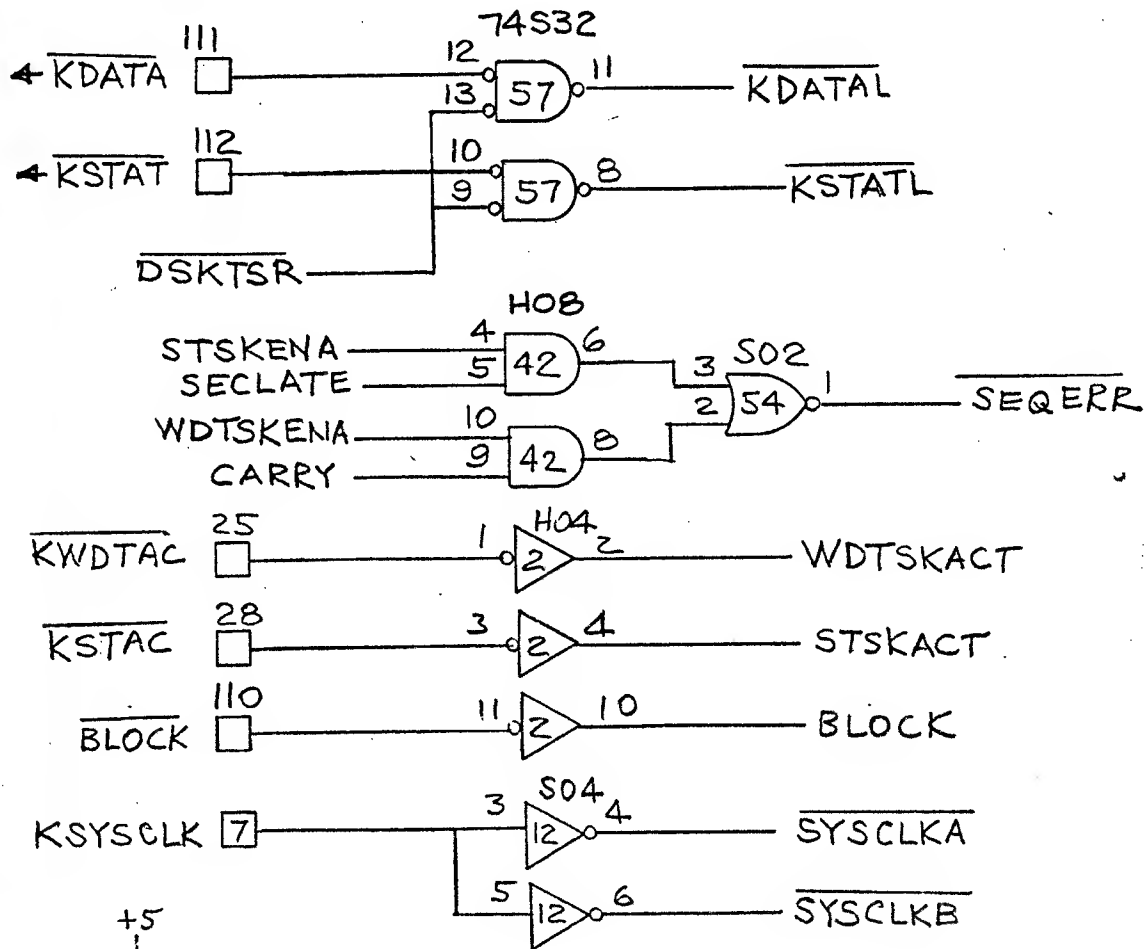 74S32
111
KDATA
12
13
57
11
KDATAL
112
KSTAT
10
9
57
8
KSTATL
DSKTSR
H08
STSKENA
4
SECLATE
5
42
6
S02
3
2
54
1
SEQERR
WDTSKENA
10
CARRY
9
42
8
25
KWDTAC
H04
1
2
2
WDTSKACT
28
KSTAC
3
2
4
STSKACT
110
BLOCK
11
2
10
BLOCK
S04
KSYSCLK 7
3
12
4
SYSCLKA
5
12
6
SYSCLKB
+5